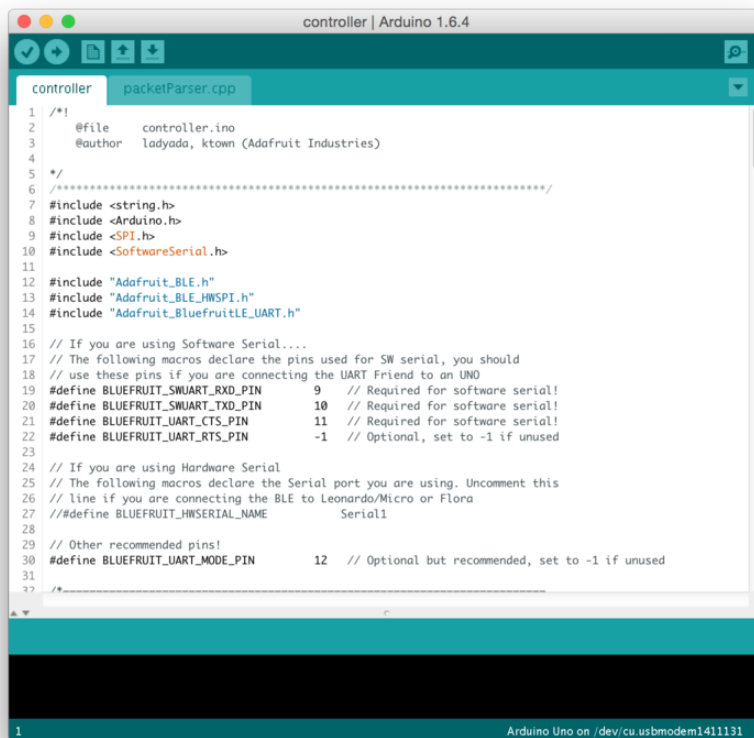 controller | Arduino 1.6.4
controller packetParser.cpp
1 /*!
2 @file controller.ino
3 @author ladyada, ktown (Adafruit Industries)
4
5 */
6 /**************************************************************************/
7 #include <string.h>
8 #include <Arduino.h>
9 #include <SPI.h>
10 #include <SoftwareSerial.h>
11
12 #include "Adafruit_BLE.h"
13 #include "Adafruit_BLE_HWSPI.h"
14 #include "Adafruit_BluefruitLE_UART.h"
15
16 // If you are using Software Serial....
17 // The following macros declare the pins used for SW serial, you should
18 // use these pins if you are connecting the UART Friend to an UNO
19 #define BLUEFRUIT_SWUART_RXD_PIN 9 // Required for software serial!
20 #define BLUEFRUIT_SWUART_TXD_PIN 10 // Required for software serial!
21 #define BLUEFRUIT_UART_CTS_PIN 11 // Required for software serial!
22 #define BLUEFRUIT_UART_RTS_PIN -1 // Optional, set to -1 if unused
23
24 // If you are using Hardware Serial
25 // The following macros declare the Serial port you are using. Uncomment this
26 // line if you are connecting the BLE to Leonardo/Micro or Flora
27 //#define BLUEFRUIT_HWSERIAL_NAME Serial1
28
29 // Other recommended pins!
30 #define BLUEFRUIT_UART_MODE_PIN 12 // Optional but recommended, set to -1 if unused
31
32 /*=========================================================================
1 Arduino Uno on /dev/cu.usbmodem1411131